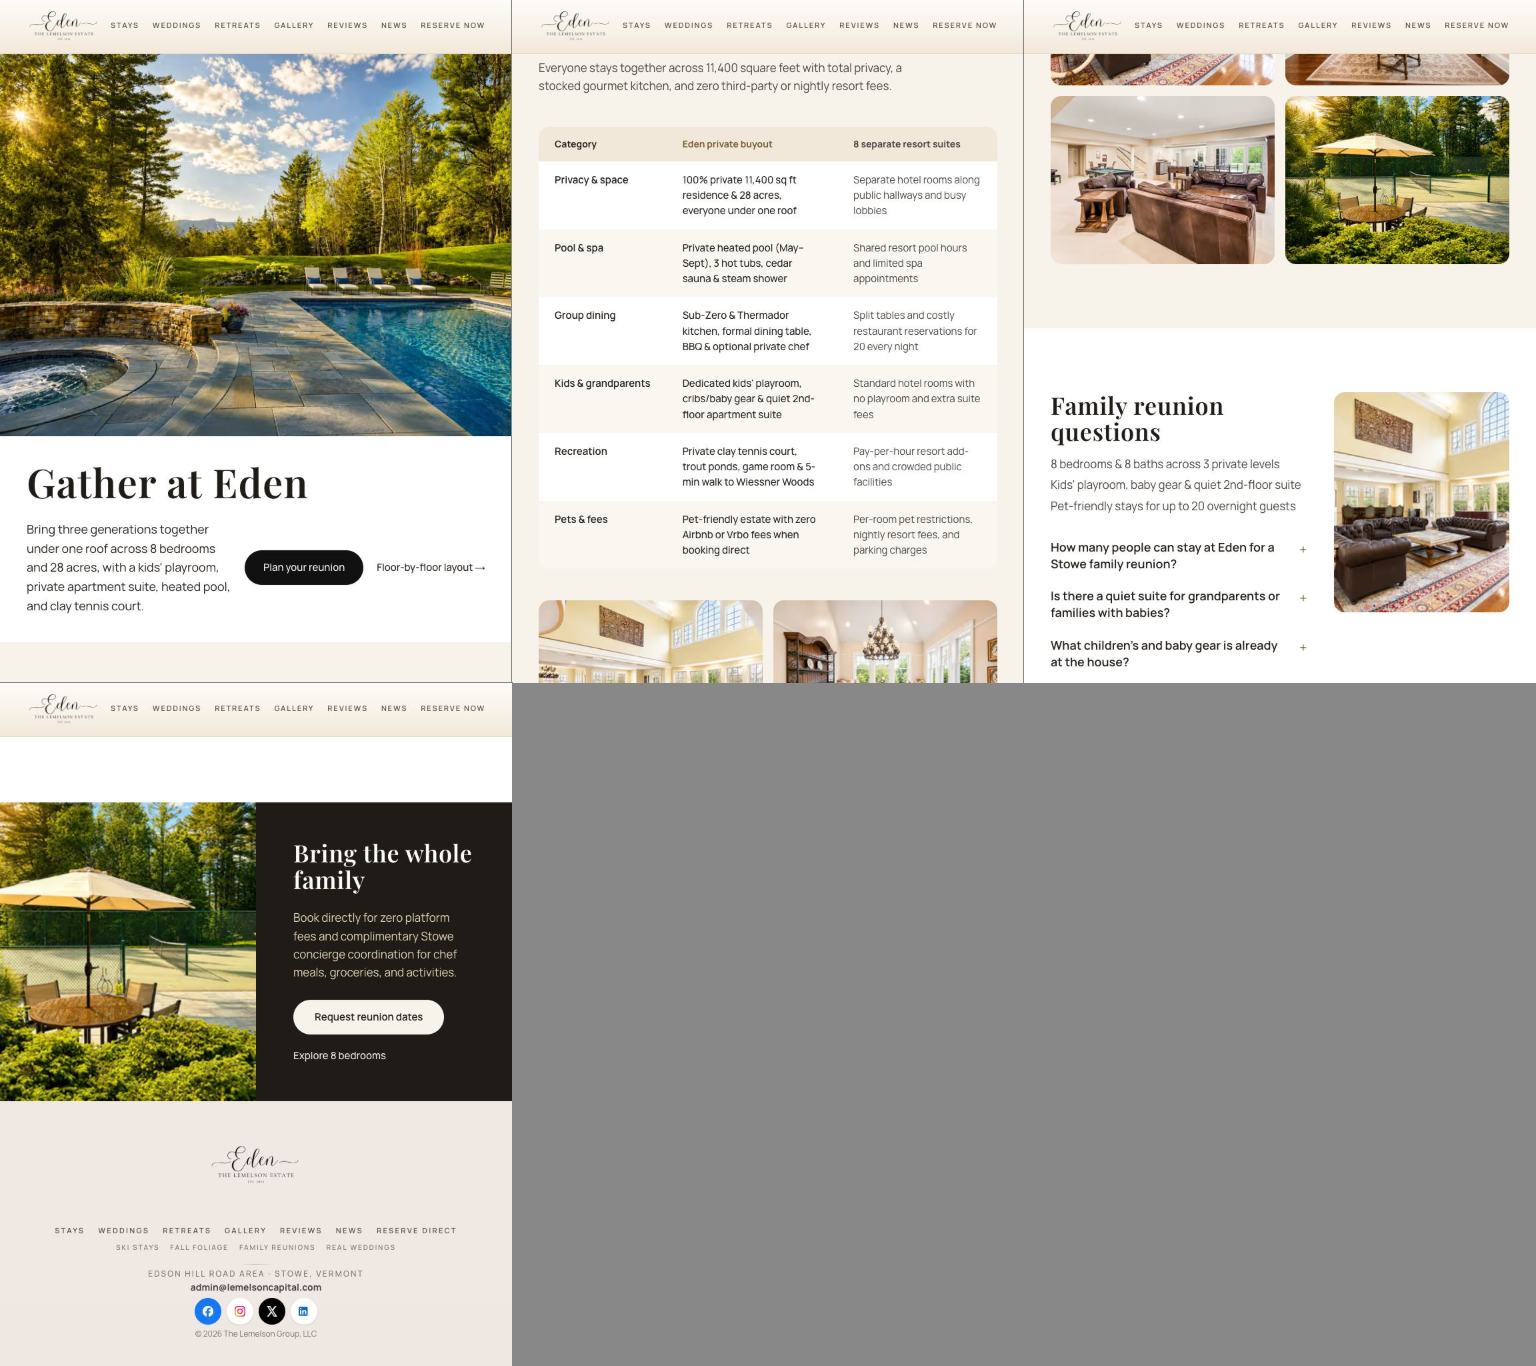 Eden
THE LEMELSON ESTATE
STAYS WEDDINGS RETREATS GALLERY REVIEWS NEWS RESERVE NOW
Gather at Eden
Bring three generations together
under one roof across 8 bedrooms
and 28 acres, with a kids' playroom,
private apartment suite, heated pool,
and clay tennis court.
Plan your reunion
Floor-by-floor layout →
Eden
THE LEMELSON ESTATE
STAYS WEDDINGS RETREATS GALLERY REVIEWS NEWS RESERVE NOW
Everyone stays together across 11,400 square feet with total privacy, a
stocked gourmet kitchen, and zero third-party or nightly resort fees.
Category Eden private buyout 8 separate resort suites
Privacy & space
100% private 11,400 sq ft
residence & 28 acres,
everyone under one roof
Separate hotel rooms along
public hallways and busy
lobbies
Pool & spa
Private heated pool (May–
Sept), 3 hot tubs, cedar
sauna & steam shower
Shared resort pool hours
and limited spa
appointments
Group dining
Sub-Zero & Thermador
kitchen, formal dining table,
BBQ & optional private chef
Split tables and costly
restaurant reservations for
20 every night
Kids & grandparents
Dedicated kids' playroom,
cribs/baby gear & quiet 2nd-
floor apartment suite
Standard hotel rooms with
no playroom and extra suite
fees
Recreation
Private clay tennis court,
trout ponds, game room & 5-
min walk to Wiessner Woods
Pay-per-hour resort add-
ons and crowded public
facilities
Pets & fees
Pet-friendly estate with zero
Airbnb or Vrbo fees when
booking direct
Per-room pet restrictions,
nightly resort fees, and
parking charges
Eden
THE LEMELSON ESTATE
STAYS WEDDINGS RETREATS GALLERY REVIEWS NEWS RESERVE NOW
Family reunion
questions
8 bedrooms & 8 baths across 3 private levels
Kids' playroom, baby gear & quiet 2nd-floor suite
Pet-friendly stays for up to 20 overnight guests
How many people can stay at Eden for a
Stowe family reunion?
+
Is there a quiet suite for grandparents or
families with babies?
+
What children's and baby gear is already
at the house?
+
Eden
THE LEMELSON ESTATE
STAYS WEDDINGS RETREATS GALLERY REVIEWS NEWS RESERVE NOW
Bring the whole
family
Book directly for zero platform
fees and complimentary Stowe
concierge coordination for chef
meals, groceries, and activities.
Request reunion dates
Explore 8 bedrooms
Eden
THE LEMELSON ESTATE
STAYS WEDDINGS RETREATS GALLERY REVIEWS NEWS RESERVE DIRECT
SKI STAYS FALL FOLIAGE FAMILY REUNIONS REAL WEDDINGS
EDSON HILL ROAD AREA · STOWE, VERMONT
admin@lemelsoncapital.com
© 2026 The Lemelson Group, LLC